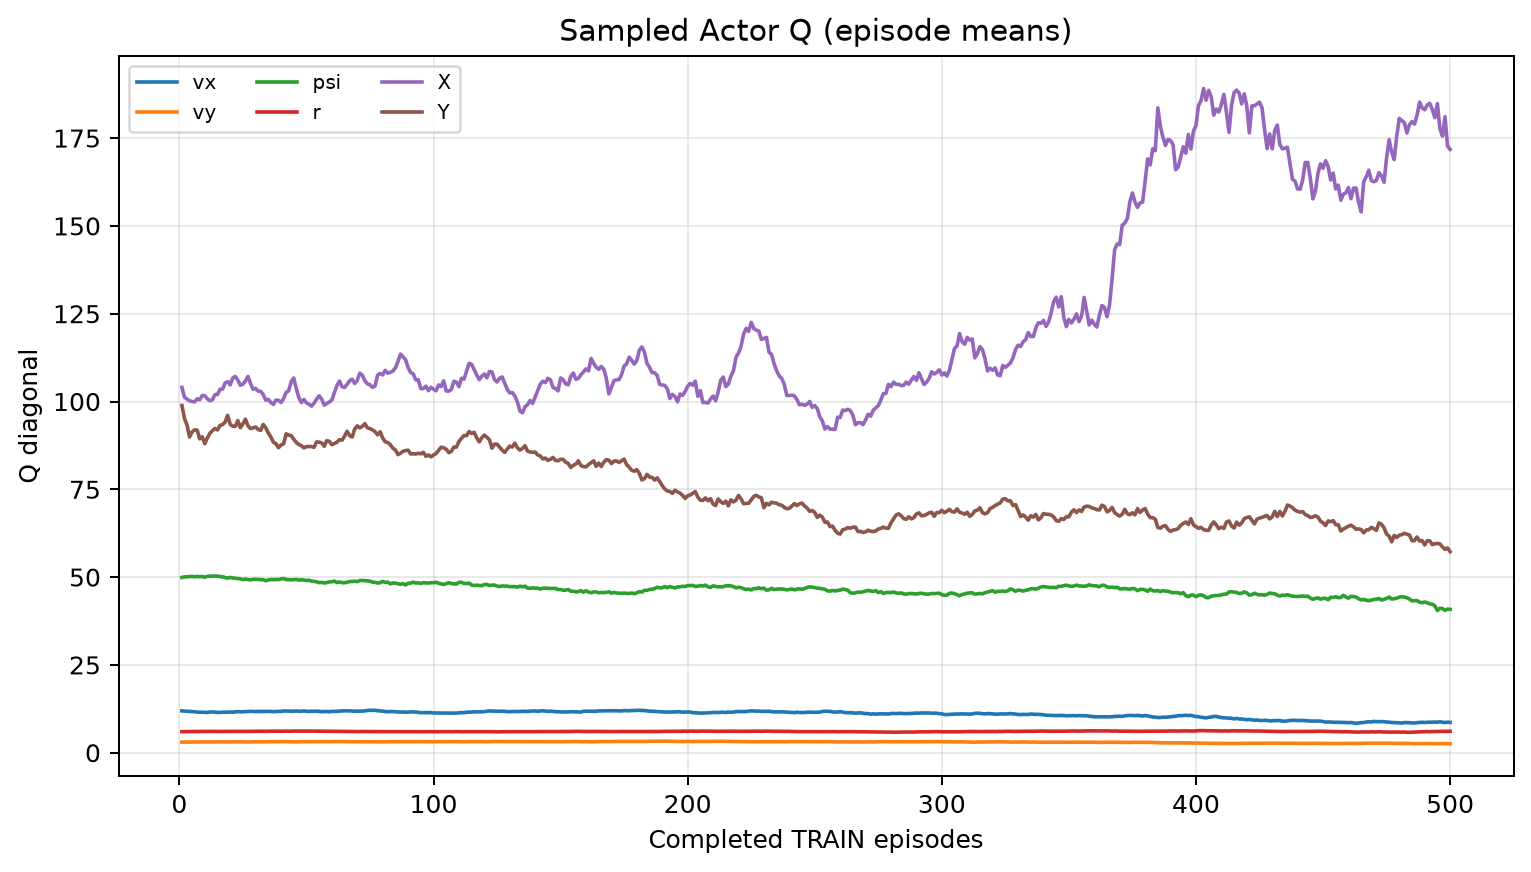 Sampled Actor Q (episode means)
vx psi X
vy r Y
175
150
125
100
75
50
25
0
Q diagonal
0 100 200 300 400 500
Completed TRAIN episodes